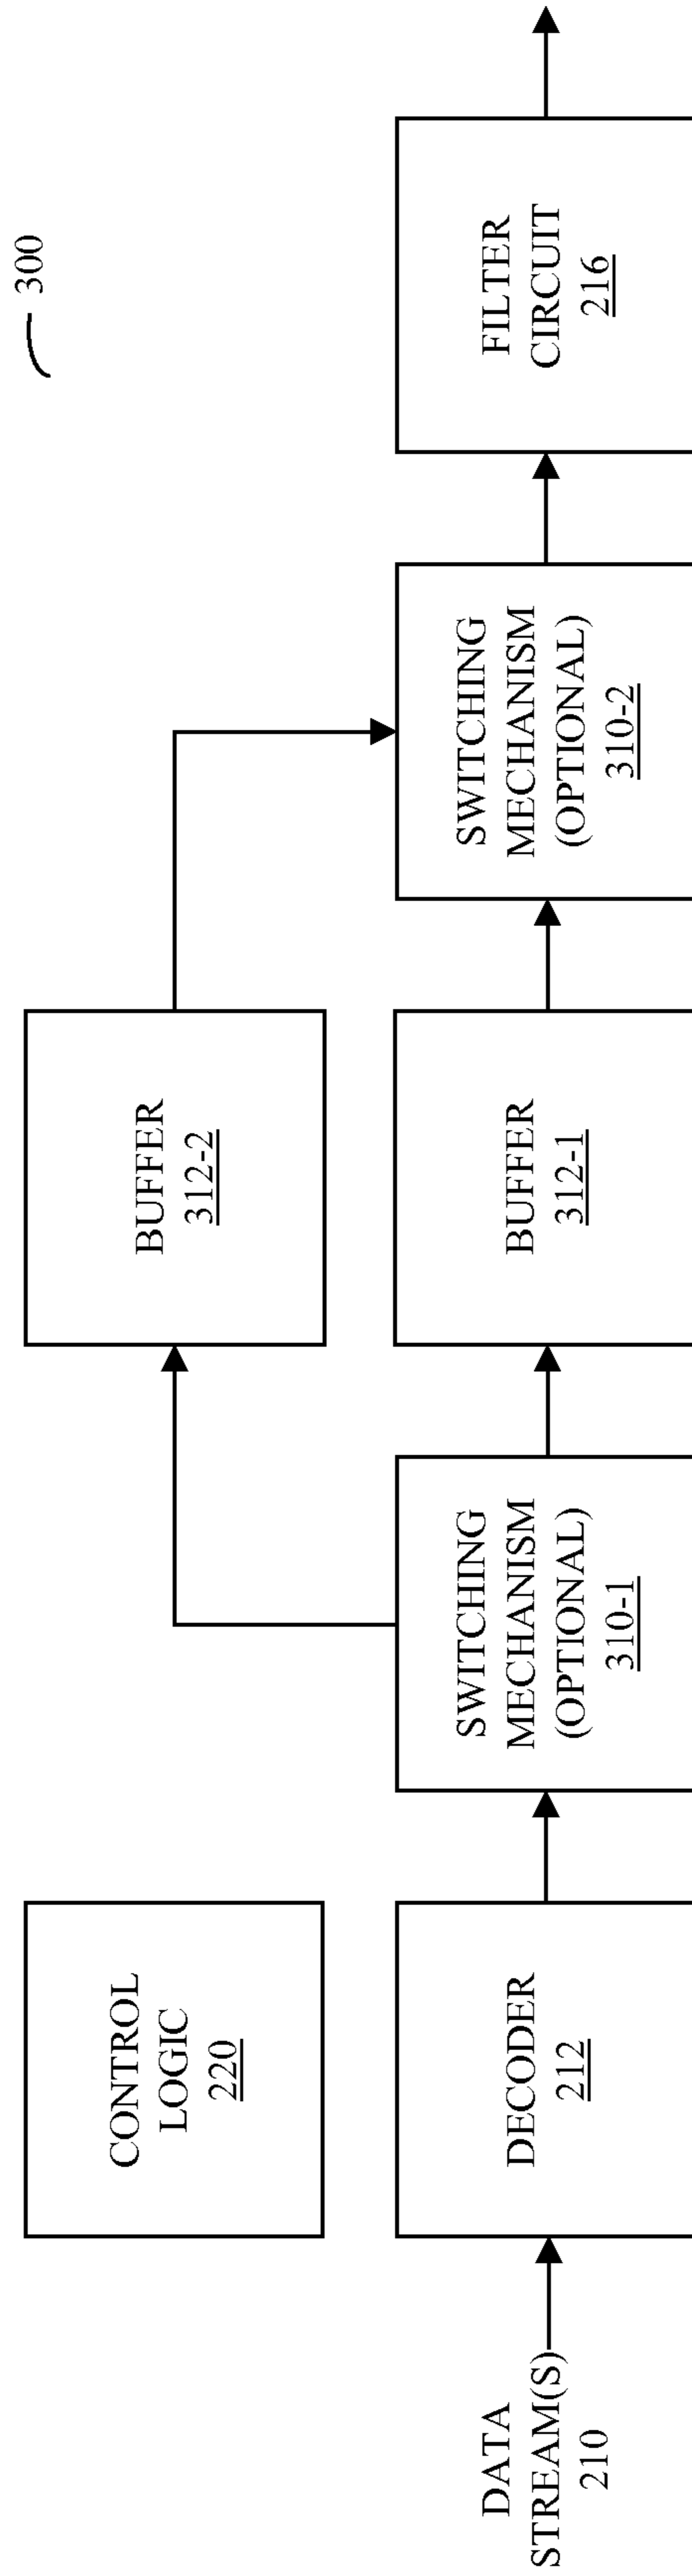 300
CONTROL
LOGIC
220
BUFFER
312-2
DATA
STREAM(S)
210
DECODER
212
SWITCHING
MECHANISM
(OPTIONAL)
310-1
BUFFER
312-1
SWITCHING
MECHANISM
(OPTIONAL)
310-2
FILTER
CIRCUIT
216